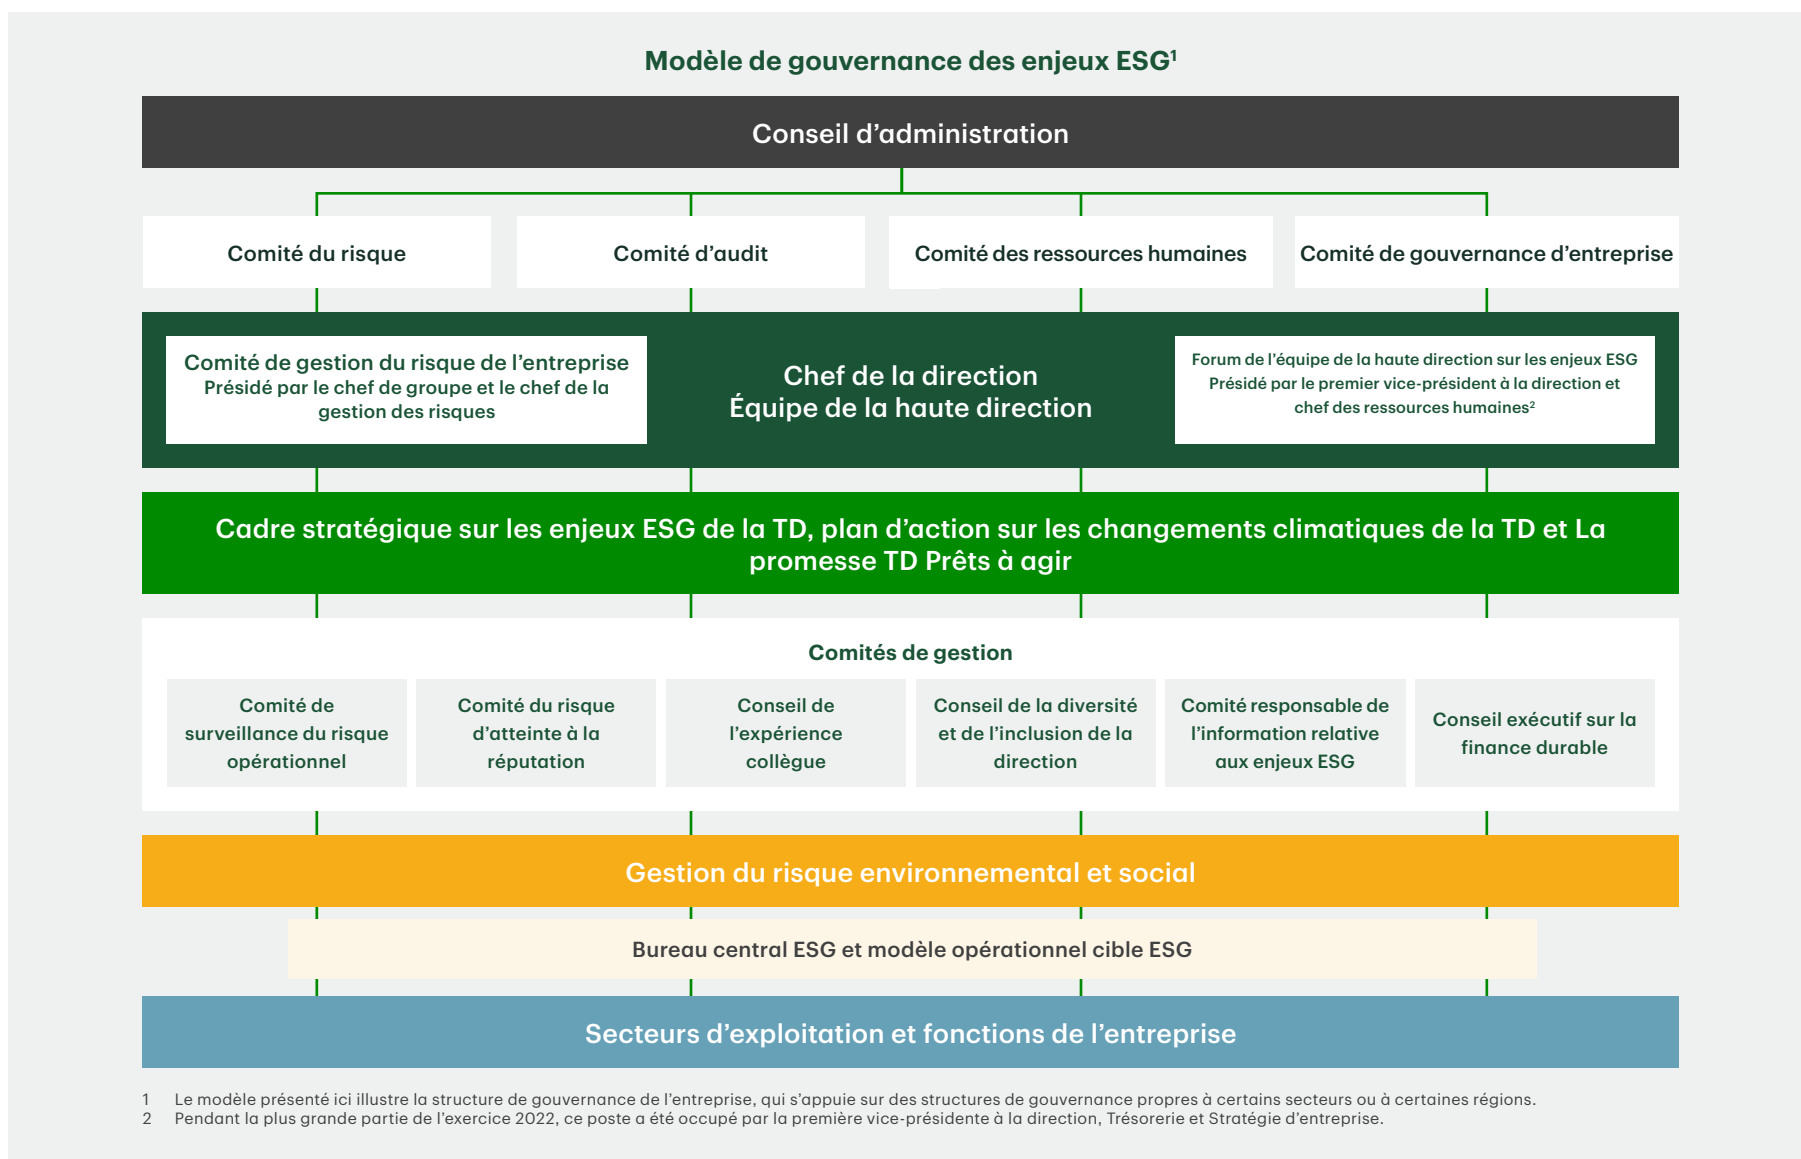 Modèle de gouvernance des enjeux ESG¹
Conseil d’administration
Comité du risque
Comité d’audit
Comité des ressources humaines
Comité de gouvernance d’entreprise
Comité de gestion du risque de l’entreprise
Présidé par le chef de groupe et le chef de la
gestion des risques
Chef de la direction
Équipe de la haute direction
Forum de l’équipe de la haute direction sur les enjeux ESG
Présidé par le premier vice-président à la direction et
chef des ressources humaines²
Cadre stratégique sur les enjeux ESG de la TD, plan d’action sur les changements climatiques de la TD et La
promesse TD Prêts à agir
Comités de gestion
Comité de
surveillance du risque
opérationnel
Comité du risque
d’atteinte à la
réputation
Conseil de
l’expérience
collègue
Conseil de la diversité
et de l’inclusion de la
direction
Comité responsable de
l’information relative
aux enjeux ESG
Conseil exécutif sur la
finance durable
Gestion du risque environnemental et social
Bureau central ESG et modèle opérationnel cible ESG
Secteurs d’exploitation et fonctions de l’entreprise
1 Le modèle présenté ici illustre la structure de gouvernance de l’entreprise, qui s’appuie sur des structures de gouvernance propres à certains secteurs ou à certaines régions.
2 Pendant la plus grande partie de l’exercice 2022, ce poste a été occupé par la première vice-présidente à la direction, Trésorerie et Stratégie d’entreprise.